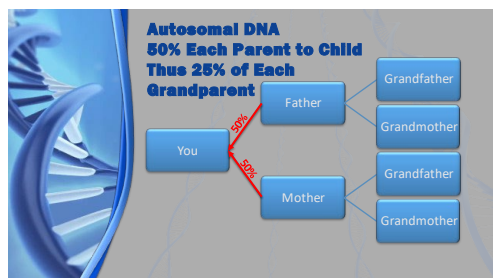 Autosomal DNA
50% Each Parent to Child
Thus 25% of Each
Grandparent
Grandfather
Father
50%
Grandmother
You
50%
Grandfather
Mother
Grandmother